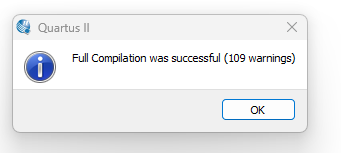 Quartus II
Full Compilation was successful (109 warnings)
OK